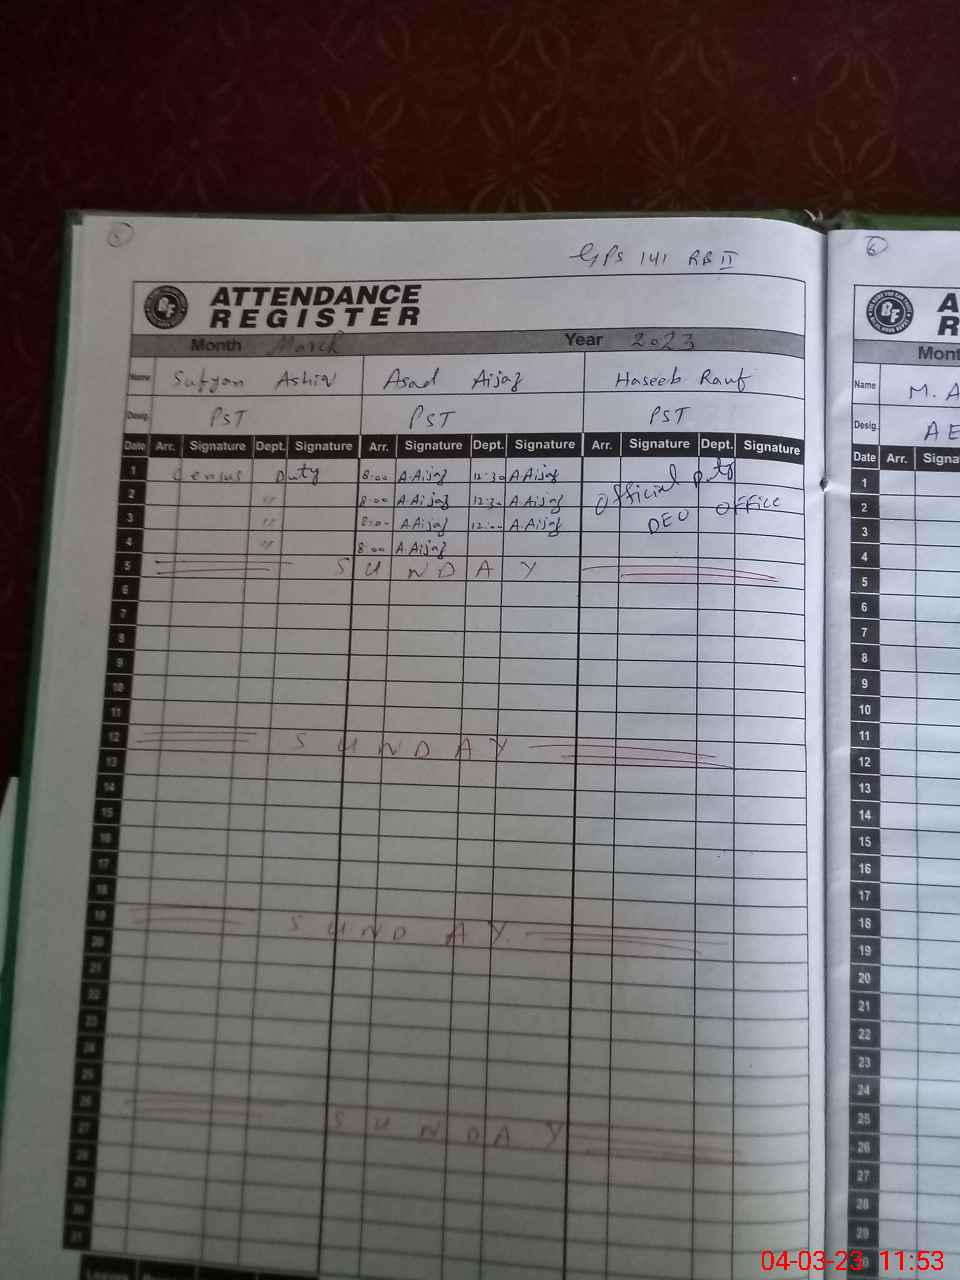 GPS 141 RB II
ATTENDANCE
REGISTER
Month March Year 2023
Name Sufyan Ashir Asad Aijaz Haseeb Rauf
Desig. PST PST PST
Date Arr. Signature Dept. Signature Arr. Signature Dept. Signature Arr. Signature Dept. Signature
1 Census Duty 8:00 A.Aijaz 12:30 A.Aijaz Official Duty
2 " 8:00 A.Aijaz 12:30 A.Aijaz DEO OFFICE
3 " 8:00 A.Aijaz 12:00 A.Aijaz
4 " 8:00 A.Aijaz
5 SUNDAY
6
7
8
9
10
11
12 SUNDAY
13
14
15
16
17
18
19 SUNDAY
20
21
22
23
24
25
26 SUNDAY
27
28
29
30
31
6
A
R
Mont
Name M. A
Desig. A E
Date Arr. Signa
1
2
3
4
5
6
7
8
9
10
11
12
13
14
15
16
17
18
19
20
21
22
23
24
25
26
27
28
29
04-03-23 11:53